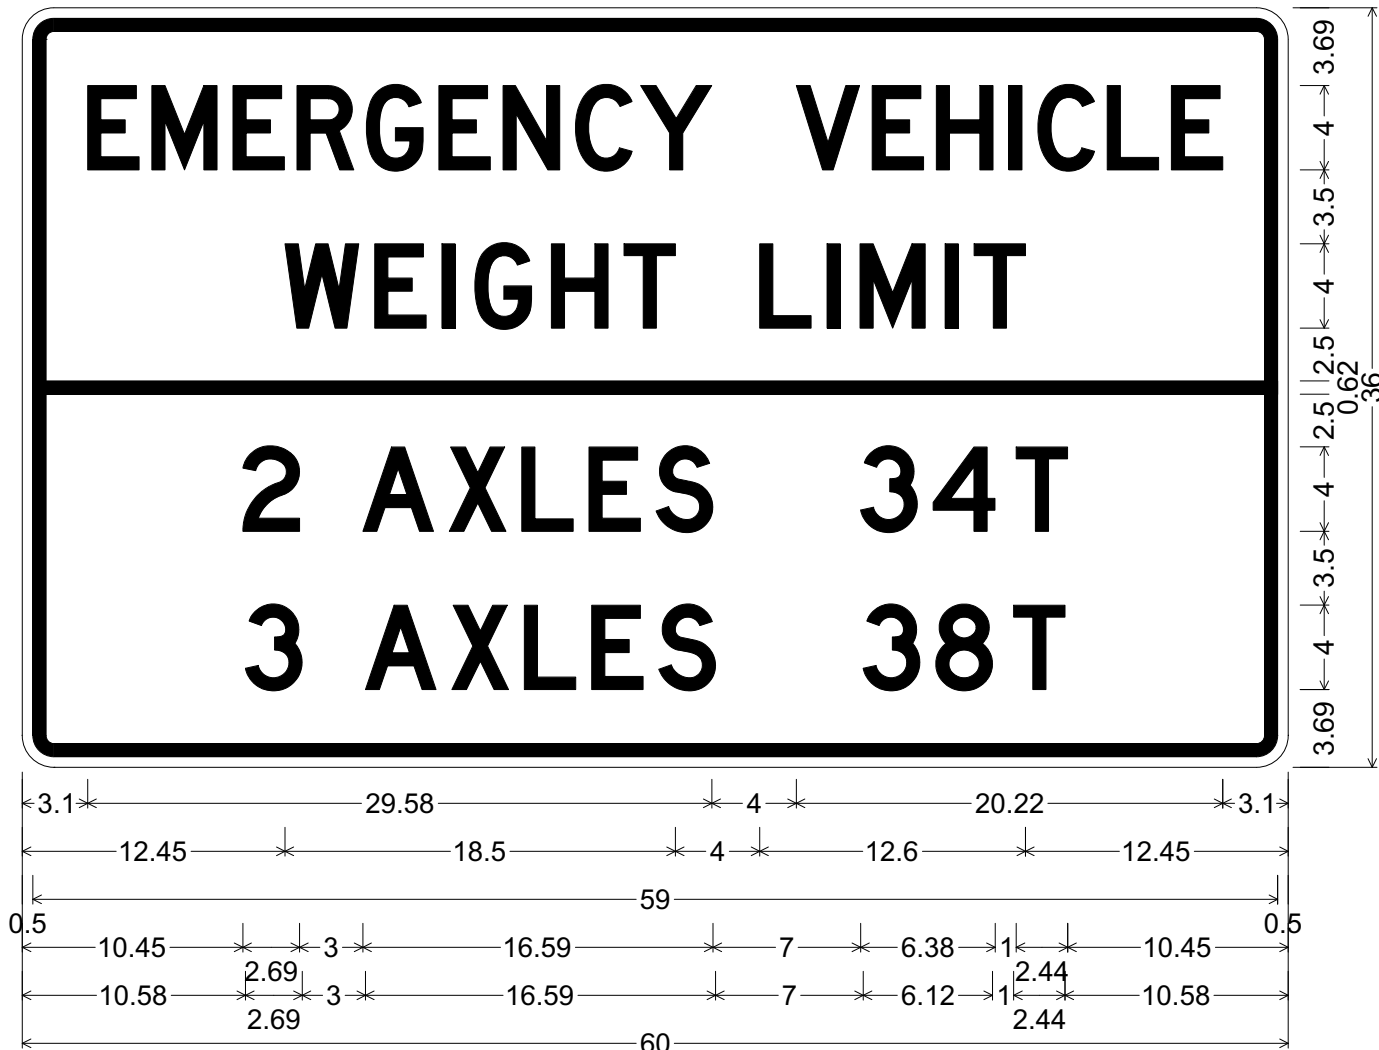 EMERGENCY VEHICLE
WEIGHT LIMIT
2 AXLES 34T
3 AXLES 38T
3.69
4
3.5
4
2.5
0.62
2.5
4
3.5
4
3.69
36
3.1 29.58 4 20.22 3.1
12.45 18.5 4 12.6 12.45
0.5 59 0.5
10.45 2.69 3 16.59 7 6.38 1 2.44 10.45
10.58 2.69 3 16.59 7 6.12 1 2.44 10.58
60